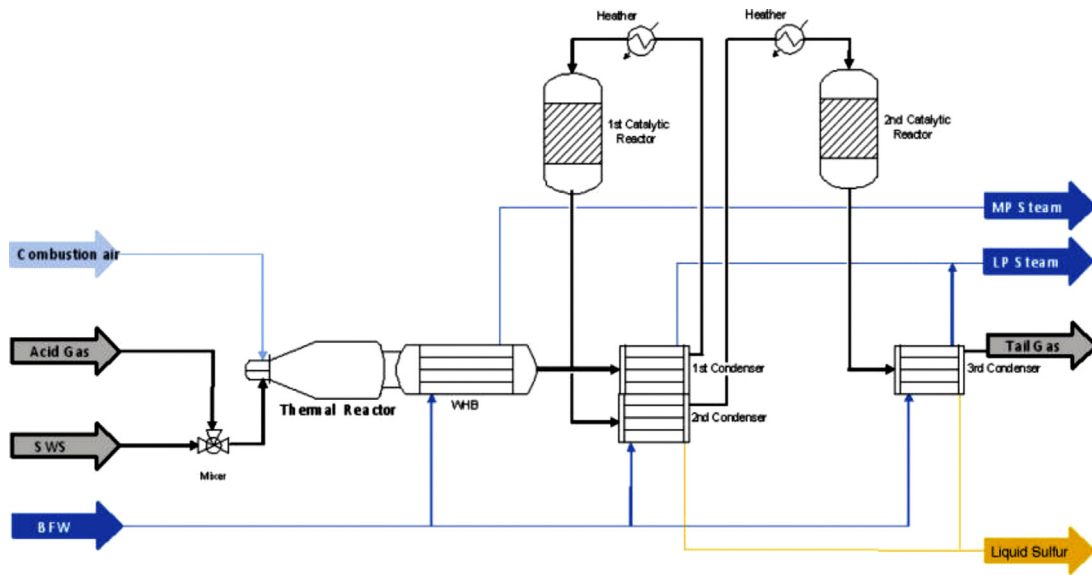 Heather
Heather
1st Catalytic
Reactor
2nd Catalytic
Reactor
MP Steam
Combustion air
LP Steam
Acid Gas
Tail Gas
1st Condenser
3rd Condenser
Thermal Reactor
WHB
2nd Condenser
SWS
Mixer
BFW
Liquid Sulfur